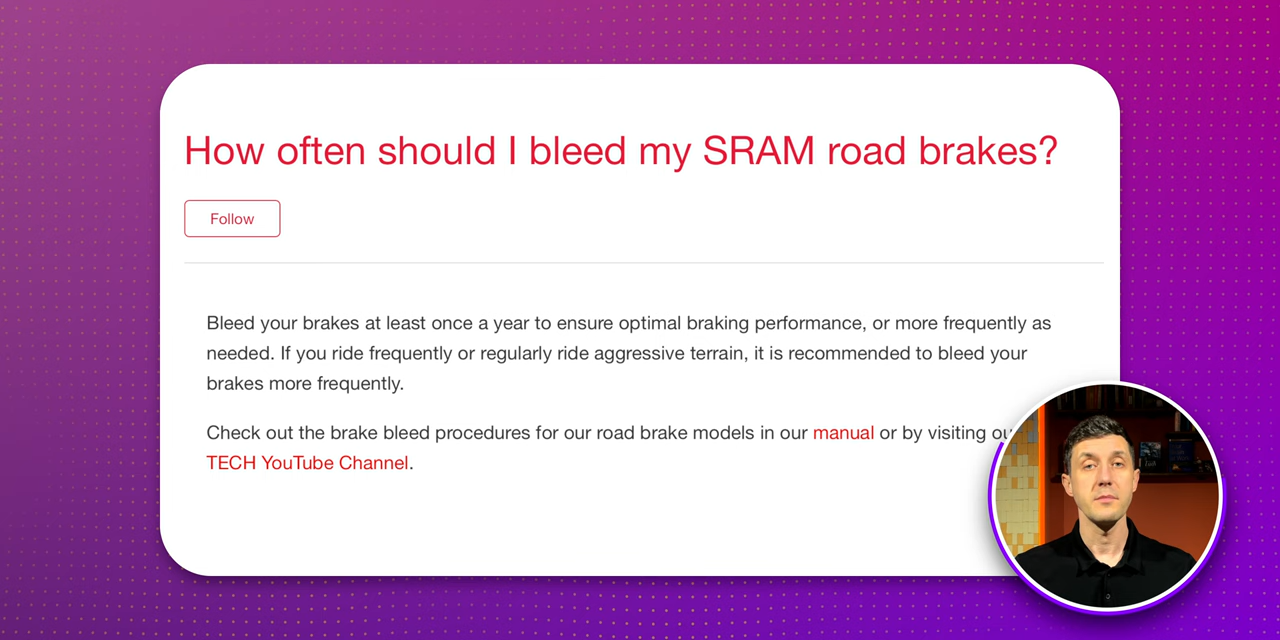 How often should I bleed my SRAM road brakes?
Follow
Bleed your brakes at least once a year to ensure optimal braking performance, or more frequently as
needed. If you ride frequently or regularly ride aggressive terrain, it is recommended to bleed your
brakes more frequently.
Check out the brake bleed procedures for our road brake models in our manual or by visiting
TECH YouTube Channel.